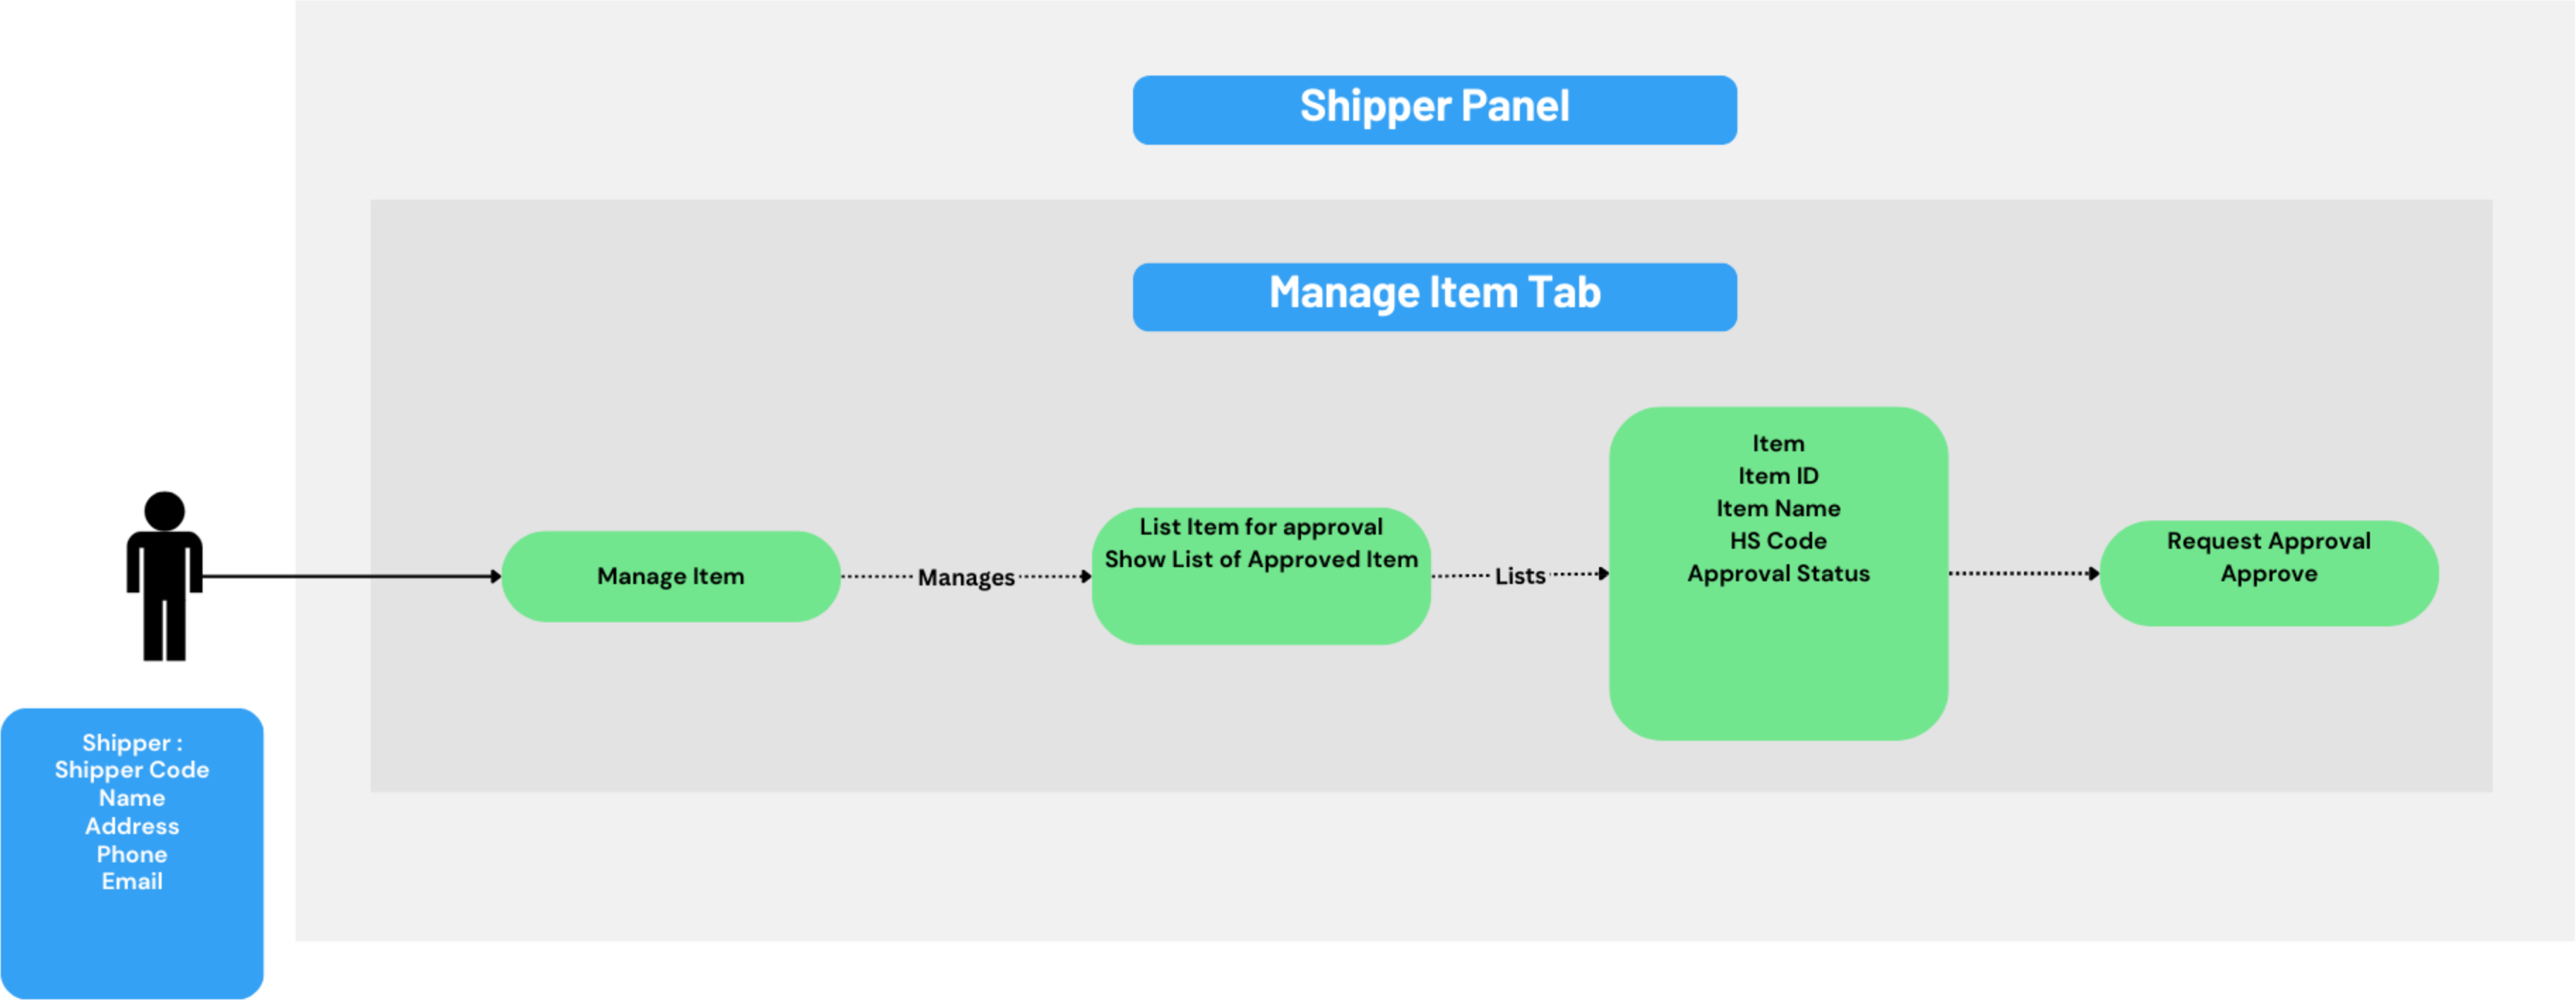 Shipper Panel
Manage Item Tab
Manage Item
Manages
List Item for approval
Show List of Approved Item
Lists
Item
Item ID
Item Name
HS Code
Approval Status
Request Approval
Approve
Shipper :
Shipper Code
Name
Address
Phone
Email